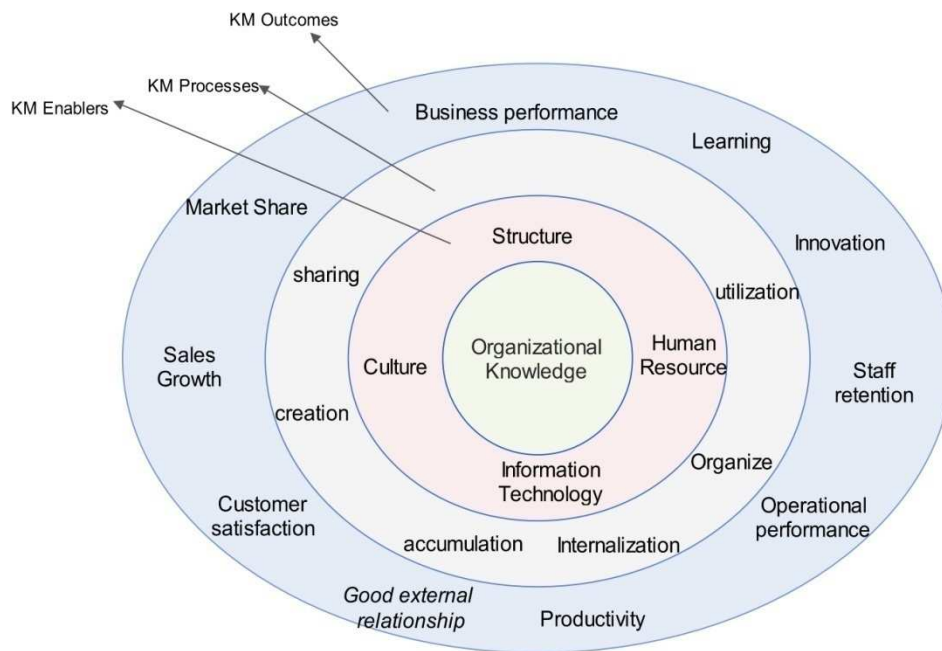 KM Outcomes
KM Processes
KM Enablers
Business performance
Learning
Market Share
Structure
Innovation
sharing
utilization
Organizational
Knowledge
Human
Resource
Culture
Sales
Growth
Staff
retention
creation
Organize
Information
Technology
Customer
satisfaction
Operational
performance
accumulation
Internalization
Good external
relationship
Productivity